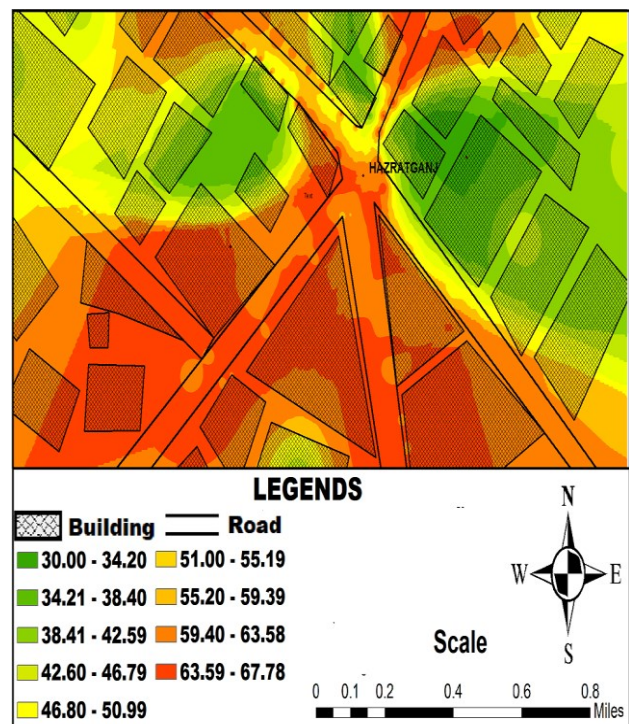 HAZRATGANJ
LEGENDS
Building Road
30.00 - 34.20 51.00 - 55.19
34.21 - 38.40 55.20 - 59.39
38.41 - 42.59 59.40 - 63.58
42.60 - 46.79 63.59 - 67.78
46.80 - 50.99
N
W E
S
Scale
0 0.1 0.2 0.4 0.6 0.8
Miles